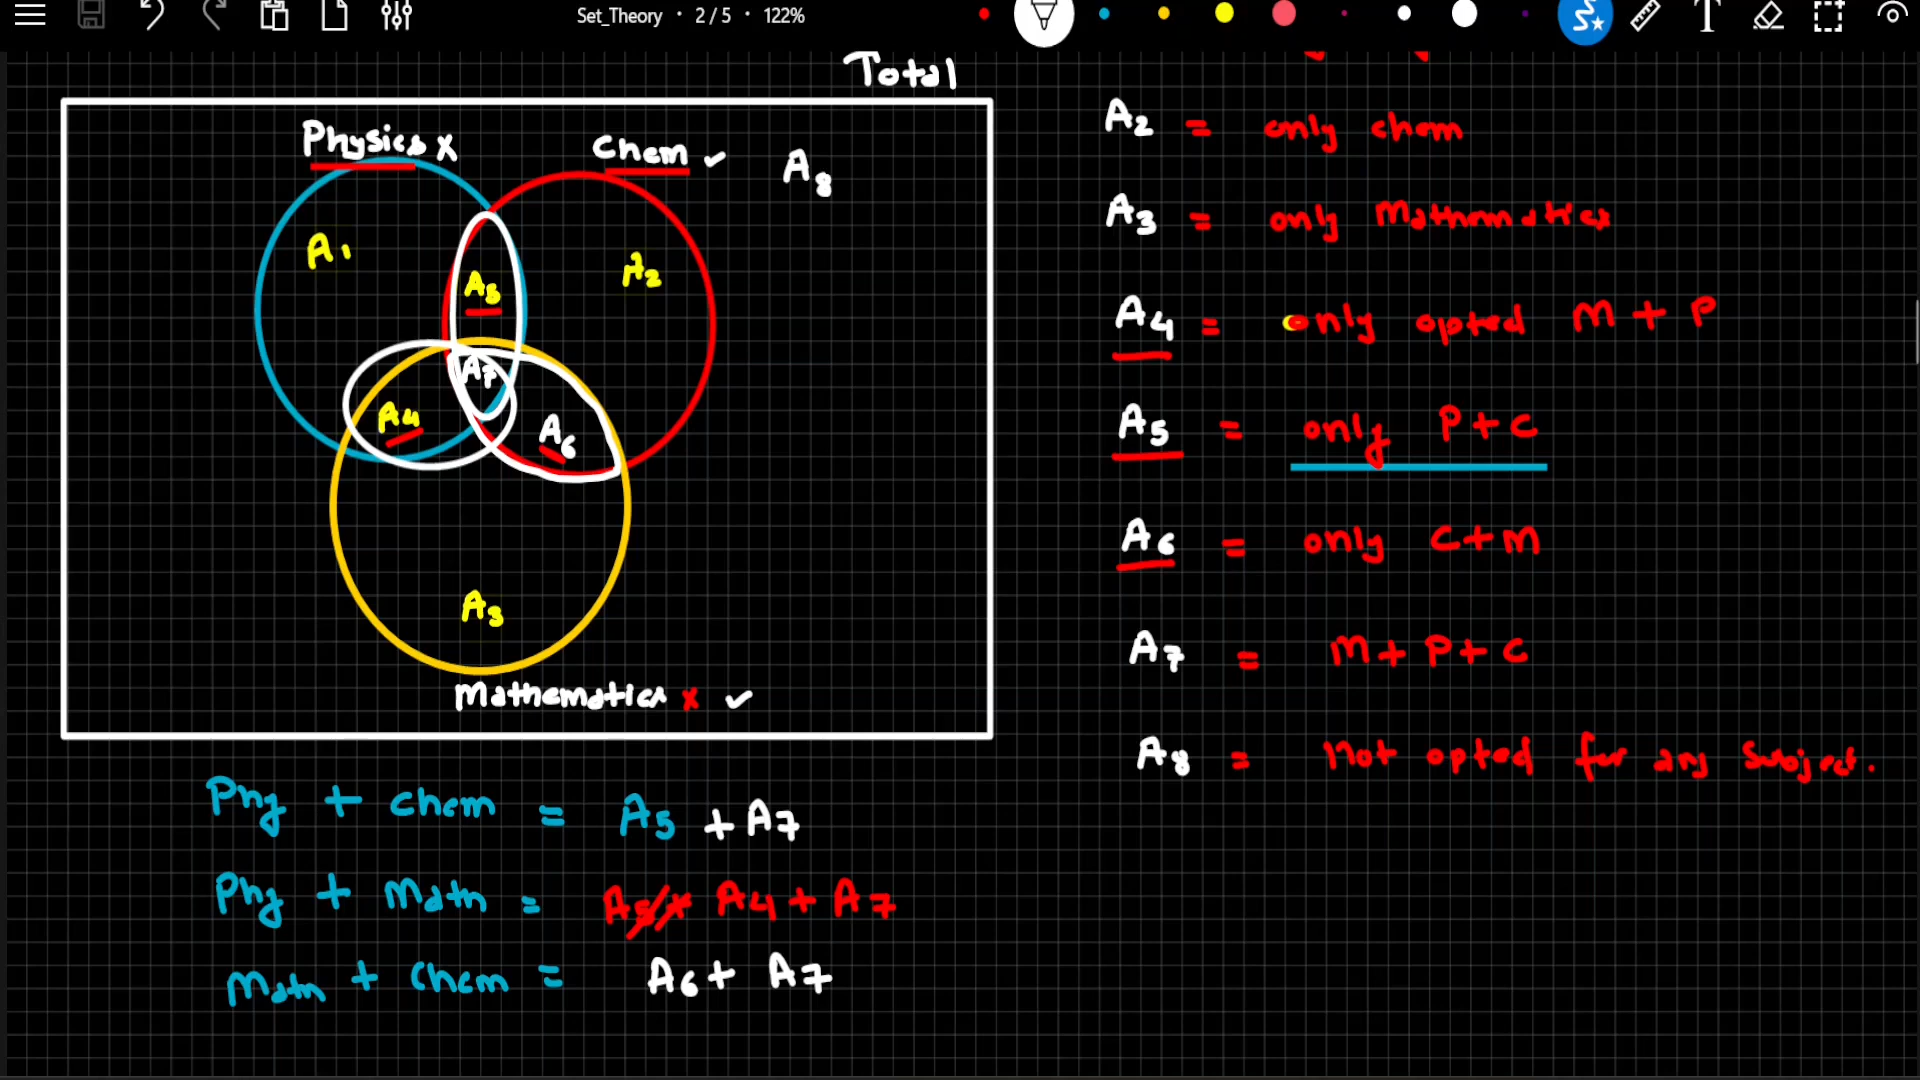 Set_Theory • 2 / 5 • 122%
Total
Physics x
Chem ✓
A8
A1
A5
A2
A7
A4
A6
A3
Mathematics x ✓
Phy + Chem = A5 + A7
Phy + Math = A5/+ A4 + A7
Math + Chem = A6 + A7
A2 = only chem
A3 = only Mathematics
A4 = only opted M + P
A5 = only P+C
A6 = only C+M
A7 = M+P+C
A8 = Not opted for any subject.